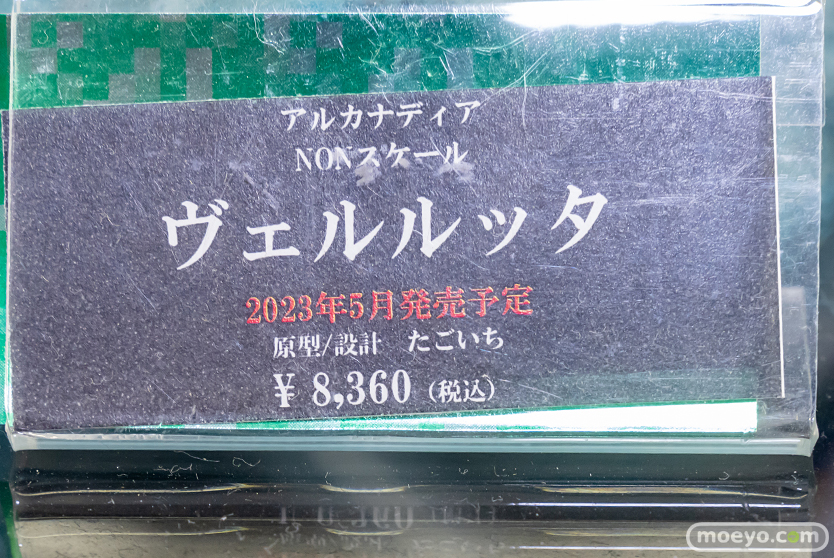 アルカナディア
NONスケール
ヴェルルッタ
2023年5月発売予定
原型/設計　たごいち
¥ 8,360（税込）
moeyo.com